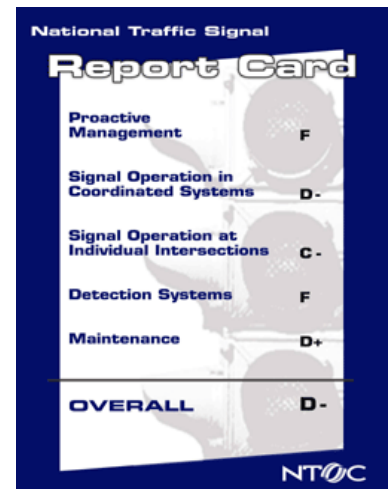 National Traffic Signal
Report Card
Proactive
Management F
Signal Operation in
Coordinated Systems D-
Signal Operation at
Individual Intersections C-
Detection Systems F
Maintenance D+
OVERALL D-
NTOC